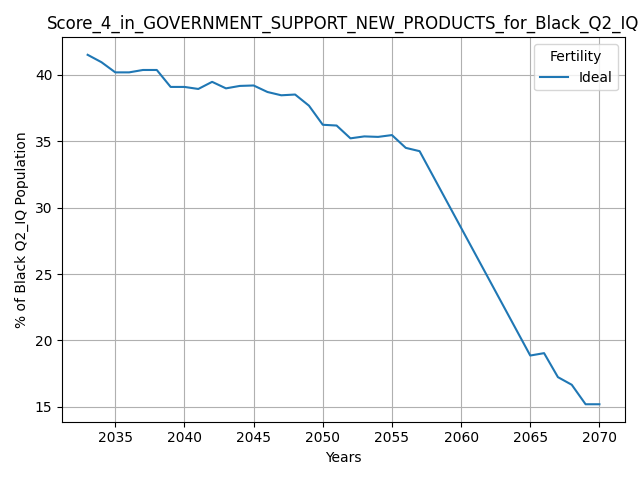 Score_4_in_GOVERNMENT_SUPPORT_NEW_PRODUCTS_for_Black_Q2_IQ
Fertility
Ideal
40
35
30
25
20
15
% of Black Q2_IQ Population
2035 2040 2045 2050 2055 2060 2065 2070
Years